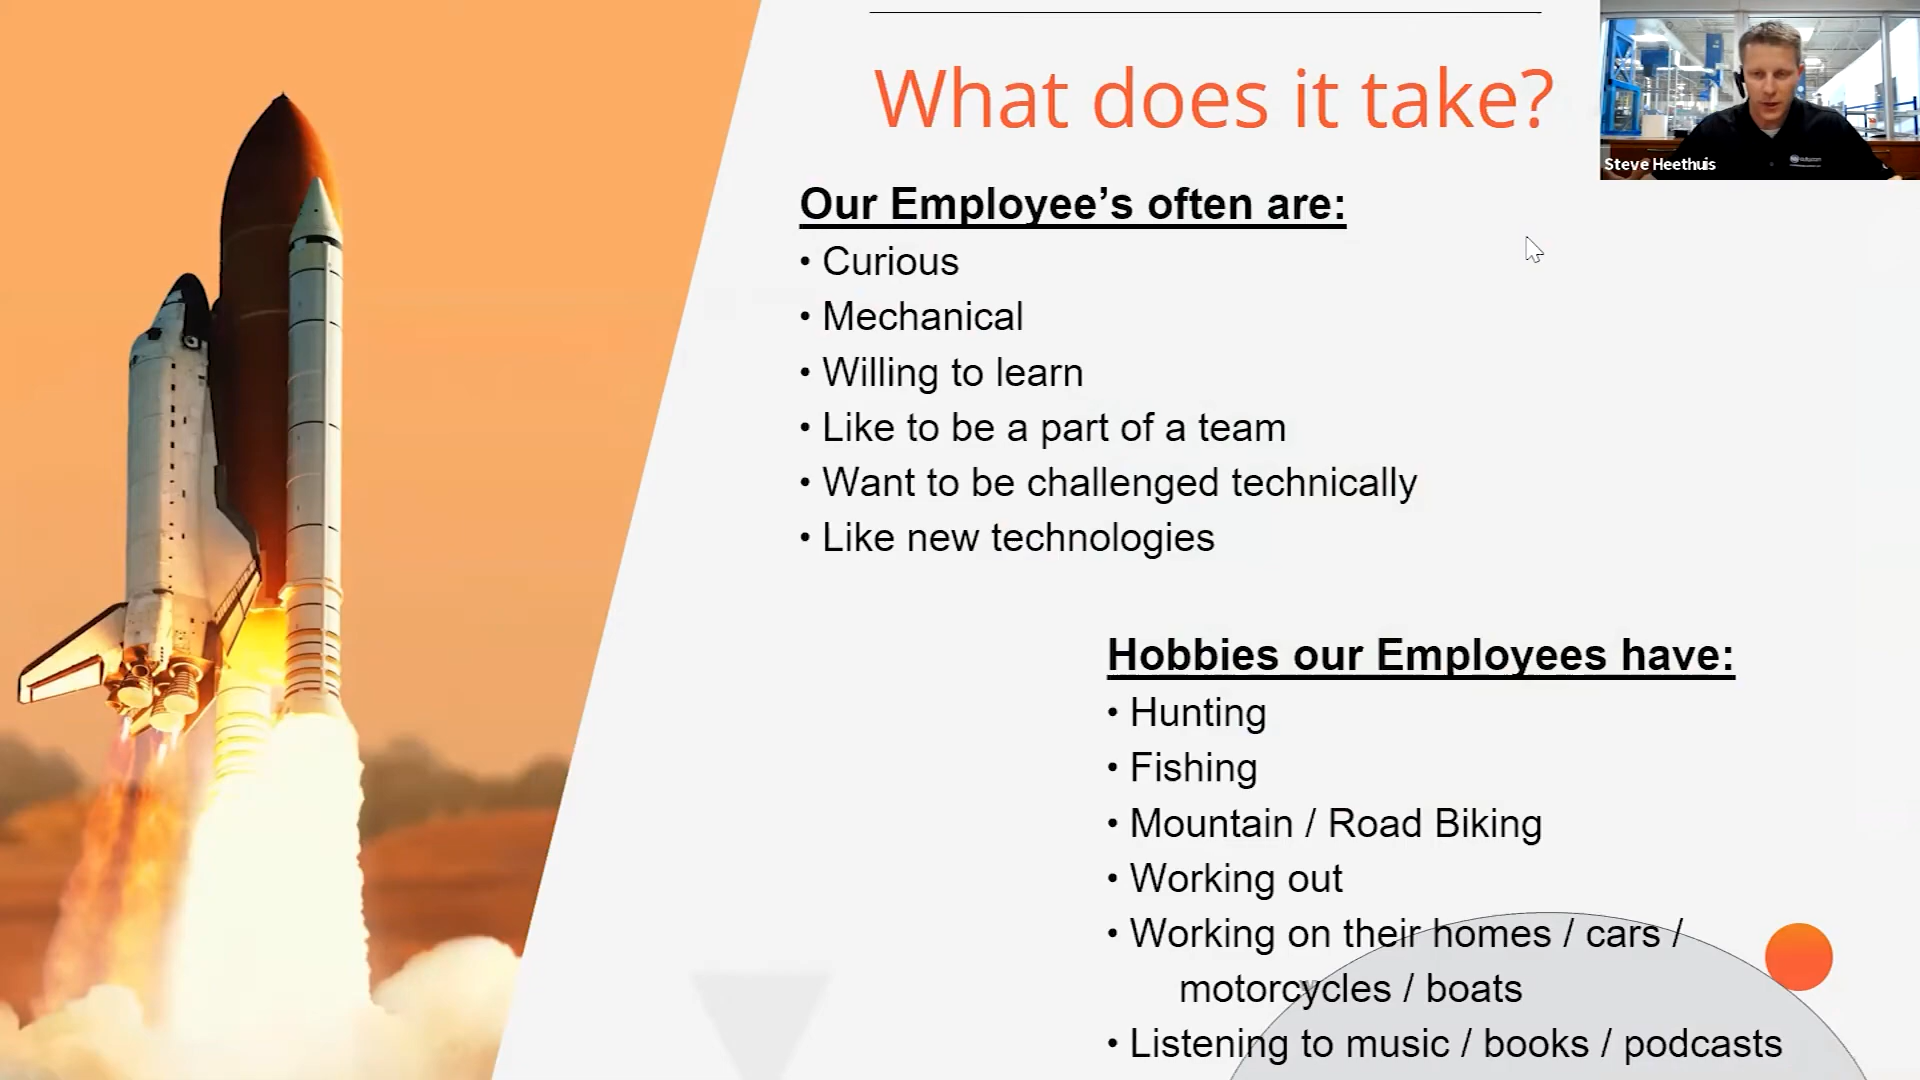 What does it take?
Steve Heethuis
Our Employee’s often are:
• Curious
• Mechanical
• Willing to learn
• Like to be a part of a team
• Want to be challenged technically
• Like new technologies
Hobbies our Employees have:
• Hunting
• Fishing
• Mountain / Road Biking
• Working out
• Working on their homes / cars /
motorcycles / boats
• Listening to music / books / podcasts